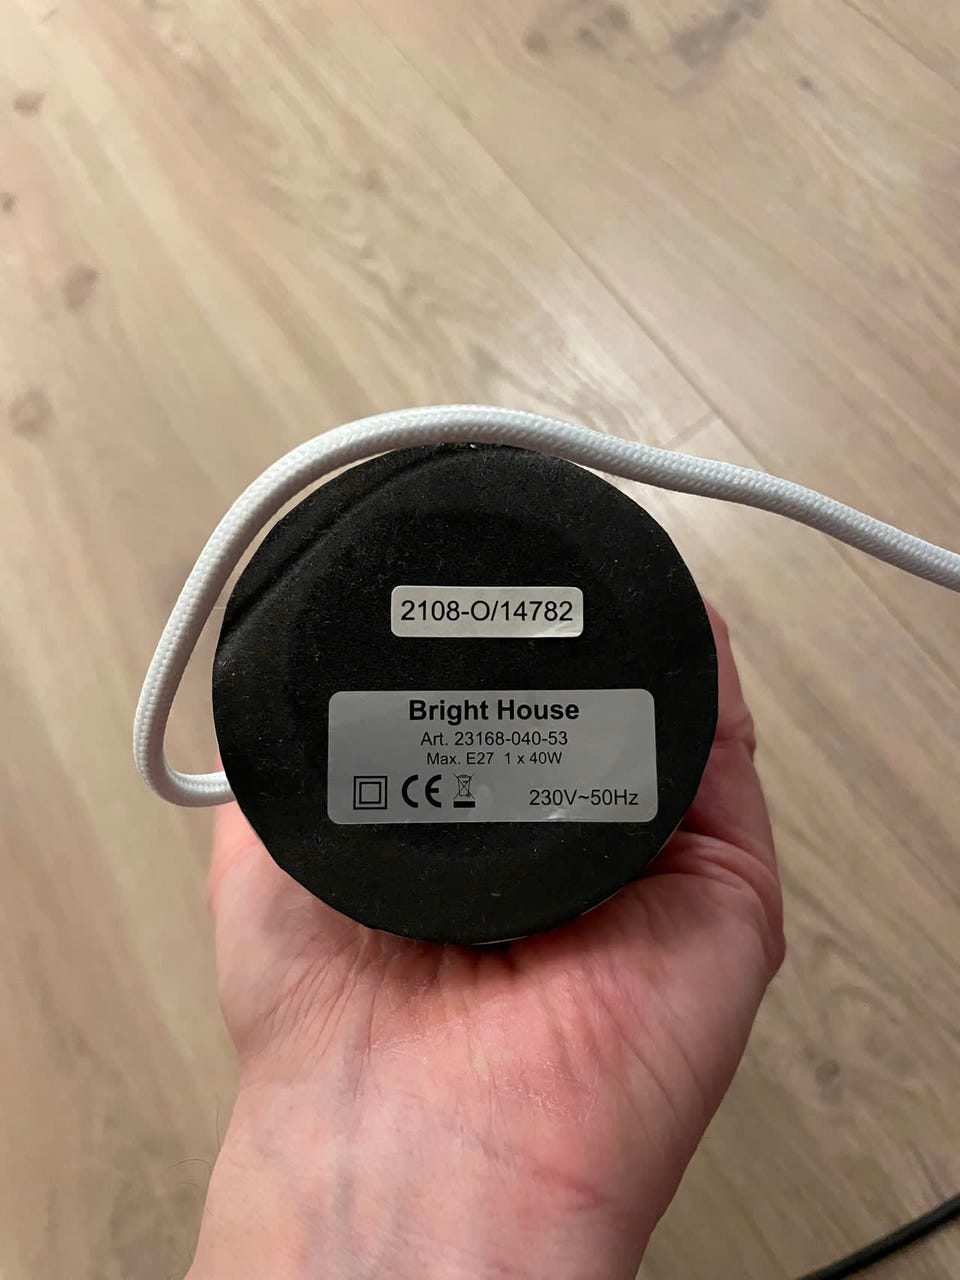 2108-O/14782
Bright House
Art. 23168-040-53
Max. E27 1 x 40W
CE 230V~50Hz